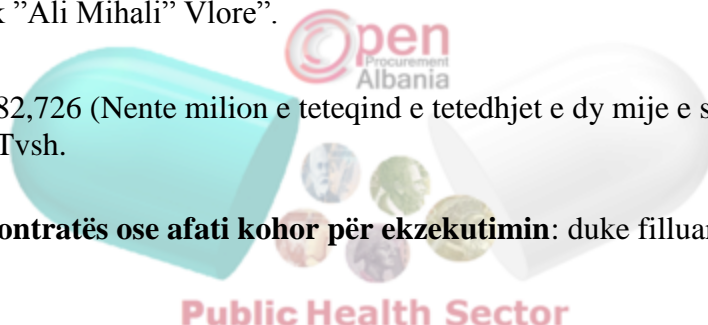 k ”Ali Mihali” Vlore”.
Open
Procurement
Albania
82,726 (Nente milion e teteqind e tetedhjet e dy mije e s
Tvsh.
ontratës ose afati kohor për ekzekutimin: duke filluar
Public Health Sector